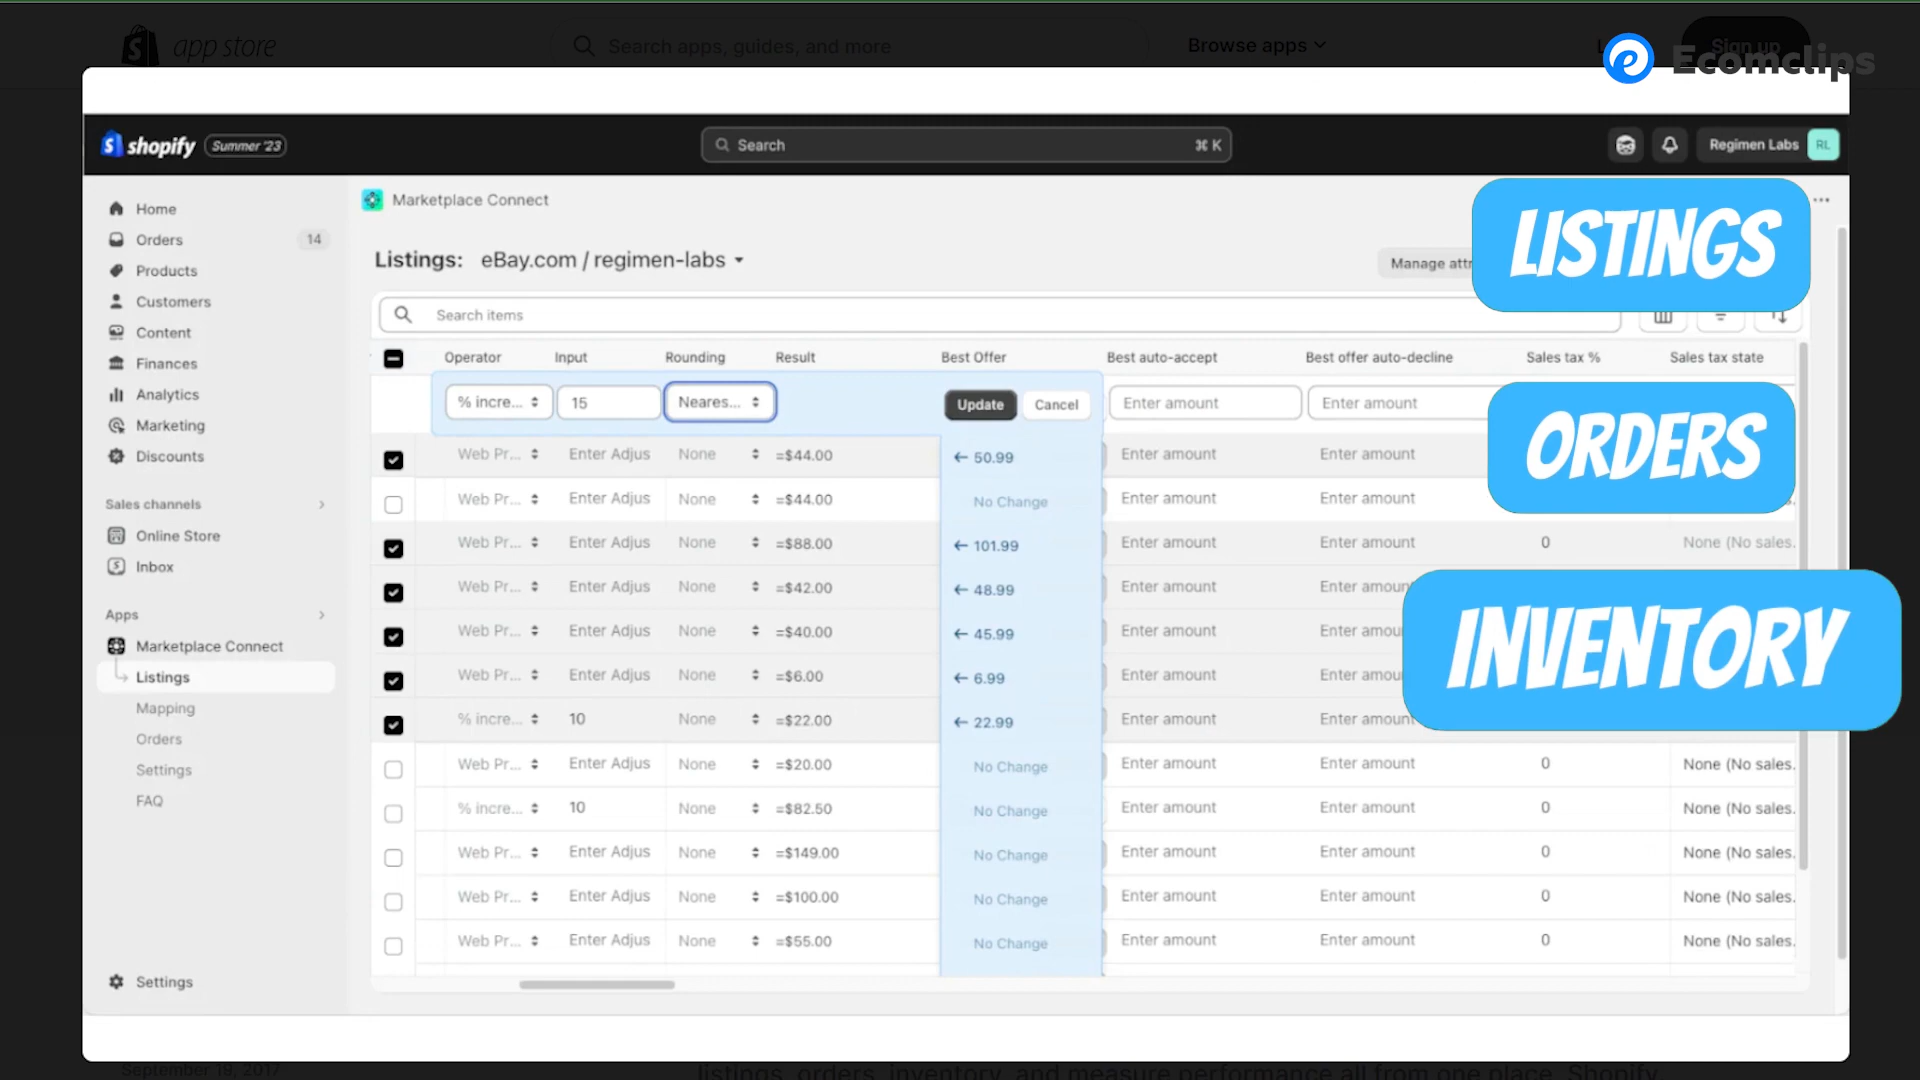 app store
Search apps, guides, and more
Browse apps
Sign up
Ecomclips
shopify Summer '23
Search
⌘ K
Regimen Labs RL
Home
Orders 14
Products
Customers
Content
Finances
Analytics
Marketing
Discounts
Sales channels
Online Store
Inbox
Apps
Marketplace Connect
Listings
Mapping
Orders
Settings
FAQ
Settings
Marketplace Connect
Listings: eBay.com / regimen-labs
Manage attr
Search items
Operator Input Rounding Result Best Offer Best auto-accept Best offer auto-decline Sales tax % Sales tax state
% incre... 15 Neares... Update Cancel Enter amount Enter amount
Web Pr... Enter Adjus None =$44.00 ← 50.99 Enter amount Enter amount
Web Pr... Enter Adjus None =$44.00 No Change Enter amount Enter amount
Web Pr... Enter Adjus None =$88.00 ← 101.99 Enter amount Enter amount 0 None (No sales.
Web Pr... Enter Adjus None =$42.00 ← 48.99 Enter amount Enter amou
Web Pr... Enter Adjus None =$40.00 ← 45.99 Enter amount Enter amou
Web Pr... Enter Adjus None =$6.00 ← 6.99 Enter amount Enter amou
% incre... 10 None =$22.00 ← 22.99 Enter amount Enter amou
Web Pr... Enter Adjus None =$20.00 No Change Enter amount Enter amount 0 None (No sales.
% incre... 10 None =$82.50 No Change Enter amount Enter amount 0 None (No sales.
Web Pr... Enter Adjus None =$149.00 No Change Enter amount Enter amount 0 None (No sales.
Web Pr... Enter Adjus None =$100.00 No Change Enter amount Enter amount 0 None (No sales.
Web Pr... Enter Adjus None =$55.00 No Change Enter amount Enter amount 0 None (No sales.
LISTINGS
ORDERS
INVENTORY
September 19, 2017
listings, orders, inventory, and measure performance all from one place. Shopify